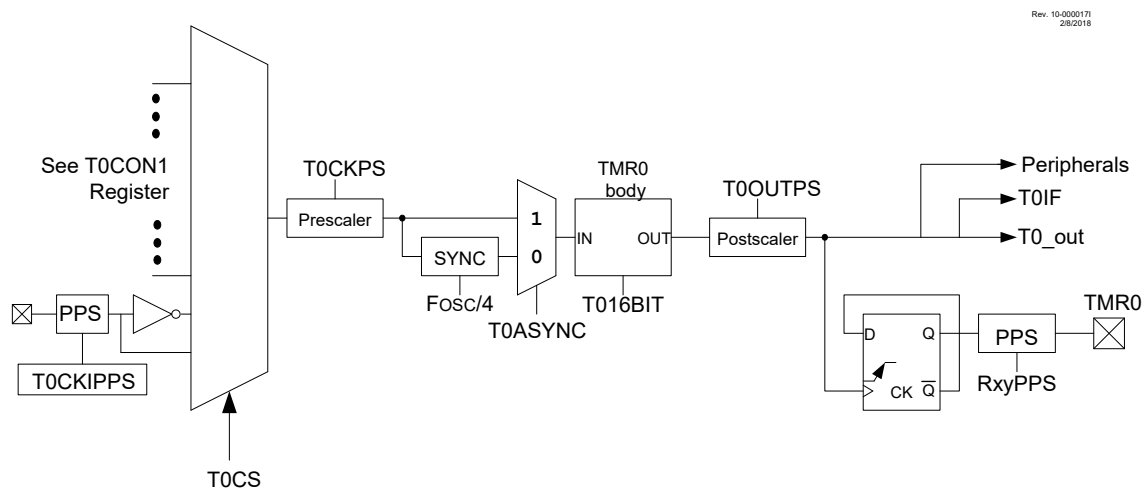 Rev. 10-000017I
2/8/2018
See T0CON1
Register
PPS
T0CKIPPS
T0CS
T0CKPS
Prescaler
SYNC
FOSC/4
1
0
T0ASYNC
TMR0
body
IN
OUT
T016BIT
T0OUTPS
Postscaler
Peripherals
T0IF
T0_out
D
Q
CK
Q̅
PPS
RxyPPS
TMR0